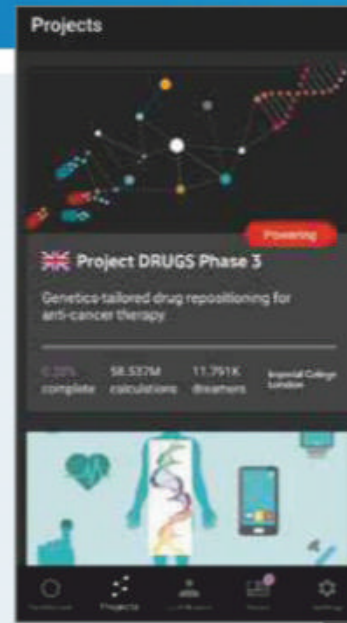 Projects
Powering
Project DRUGS Phase 3
Genetics-tailored drug repositioning for
anti-cancer therapy
58.537M
11.791K
Imperial College
London
complete
calculations
dreamers
Projects